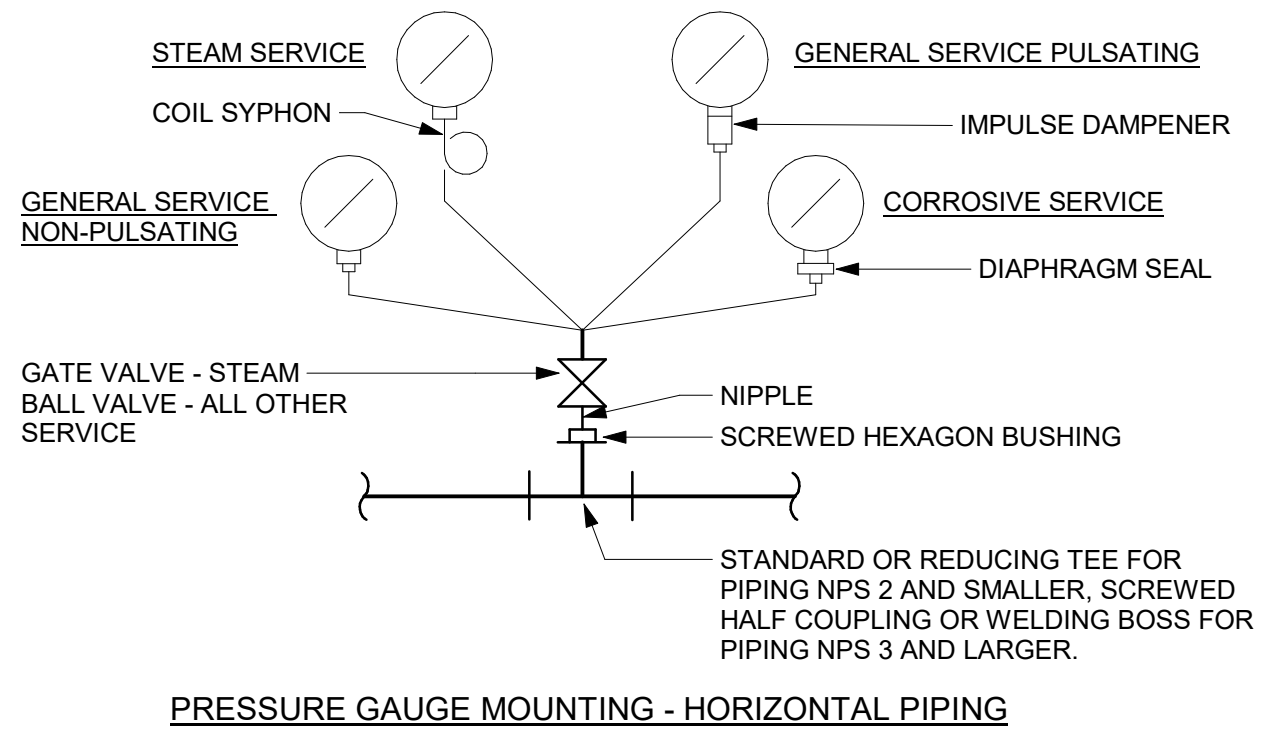 STEAM SERVICE
GENERAL SERVICE PULSATING
COIL SYPHON
IMPULSE DAMPENER
GENERAL SERVICE
NON-PULSATING
CORROSIVE SERVICE
DIAPHRAGM SEAL
GATE VALVE - STEAM
BALL VALVE - ALL OTHER
SERVICE
NIPPLE
SCREWED HEXAGON BUSHING
STANDARD OR REDUCING TEE FOR
PIPING NPS 2 AND SMALLER, SCREWED
HALF COUPLING OR WELDING BOSS FOR
PIPING NPS 3 AND LARGER.
PRESSURE GAUGE MOUNTING - HORIZONTAL PIPING